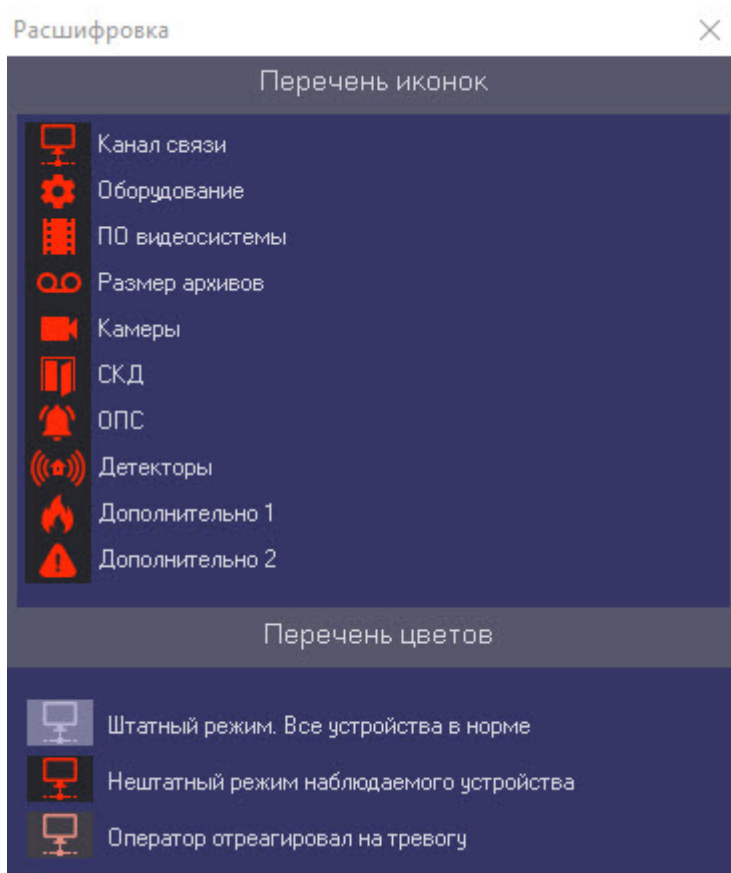 Расшифровка
Перечень иконок
Канал связи
Оборудование
ПО видеосистемы
Размер архивов
Камеры
СКД
ОПС
Детекторы
Дополнительно 1
Дополнительно 2
Перечень цветов
Штатный режим. Все устройства в норме
Нештатный режим наблюдаемого устройства
Оператор отреагировал на тревогу